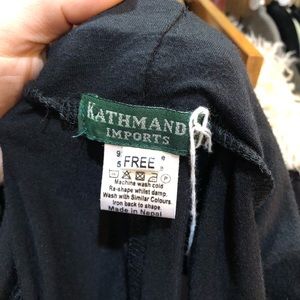 KATHMAND
IMPORTS
FREE
Machine wash cold
Re-shape whilst damp
Wash with Similar Colours.
Iron back to shape
Made in Nepal